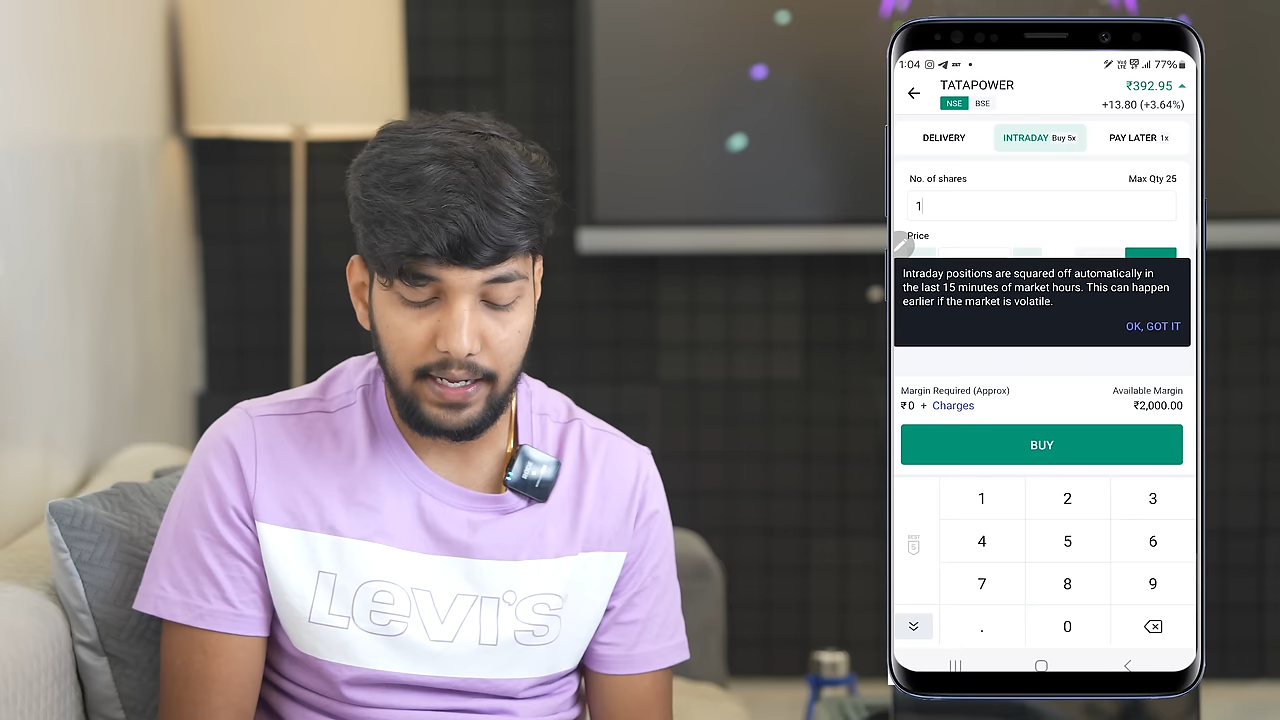 LEVI'S
1:04
77%
TATAPOWER
₹392.95
NSE BSE
+13.80 (+3.64%)
DELIVERY
INTRADAY Buy 5x
PAY LATER 1x
No. of shares
Max Qty 25
1
Price
Intraday positions are squared off automatically in
the last 15 minutes of market hours. This can happen
earlier if the market is volatile.
OK, GOT IT
Margin Required (Approx)
Available Margin
₹0 + Charges
₹2,000.00
BUY
1 2 3
4 5 6
7 8 9
. 0